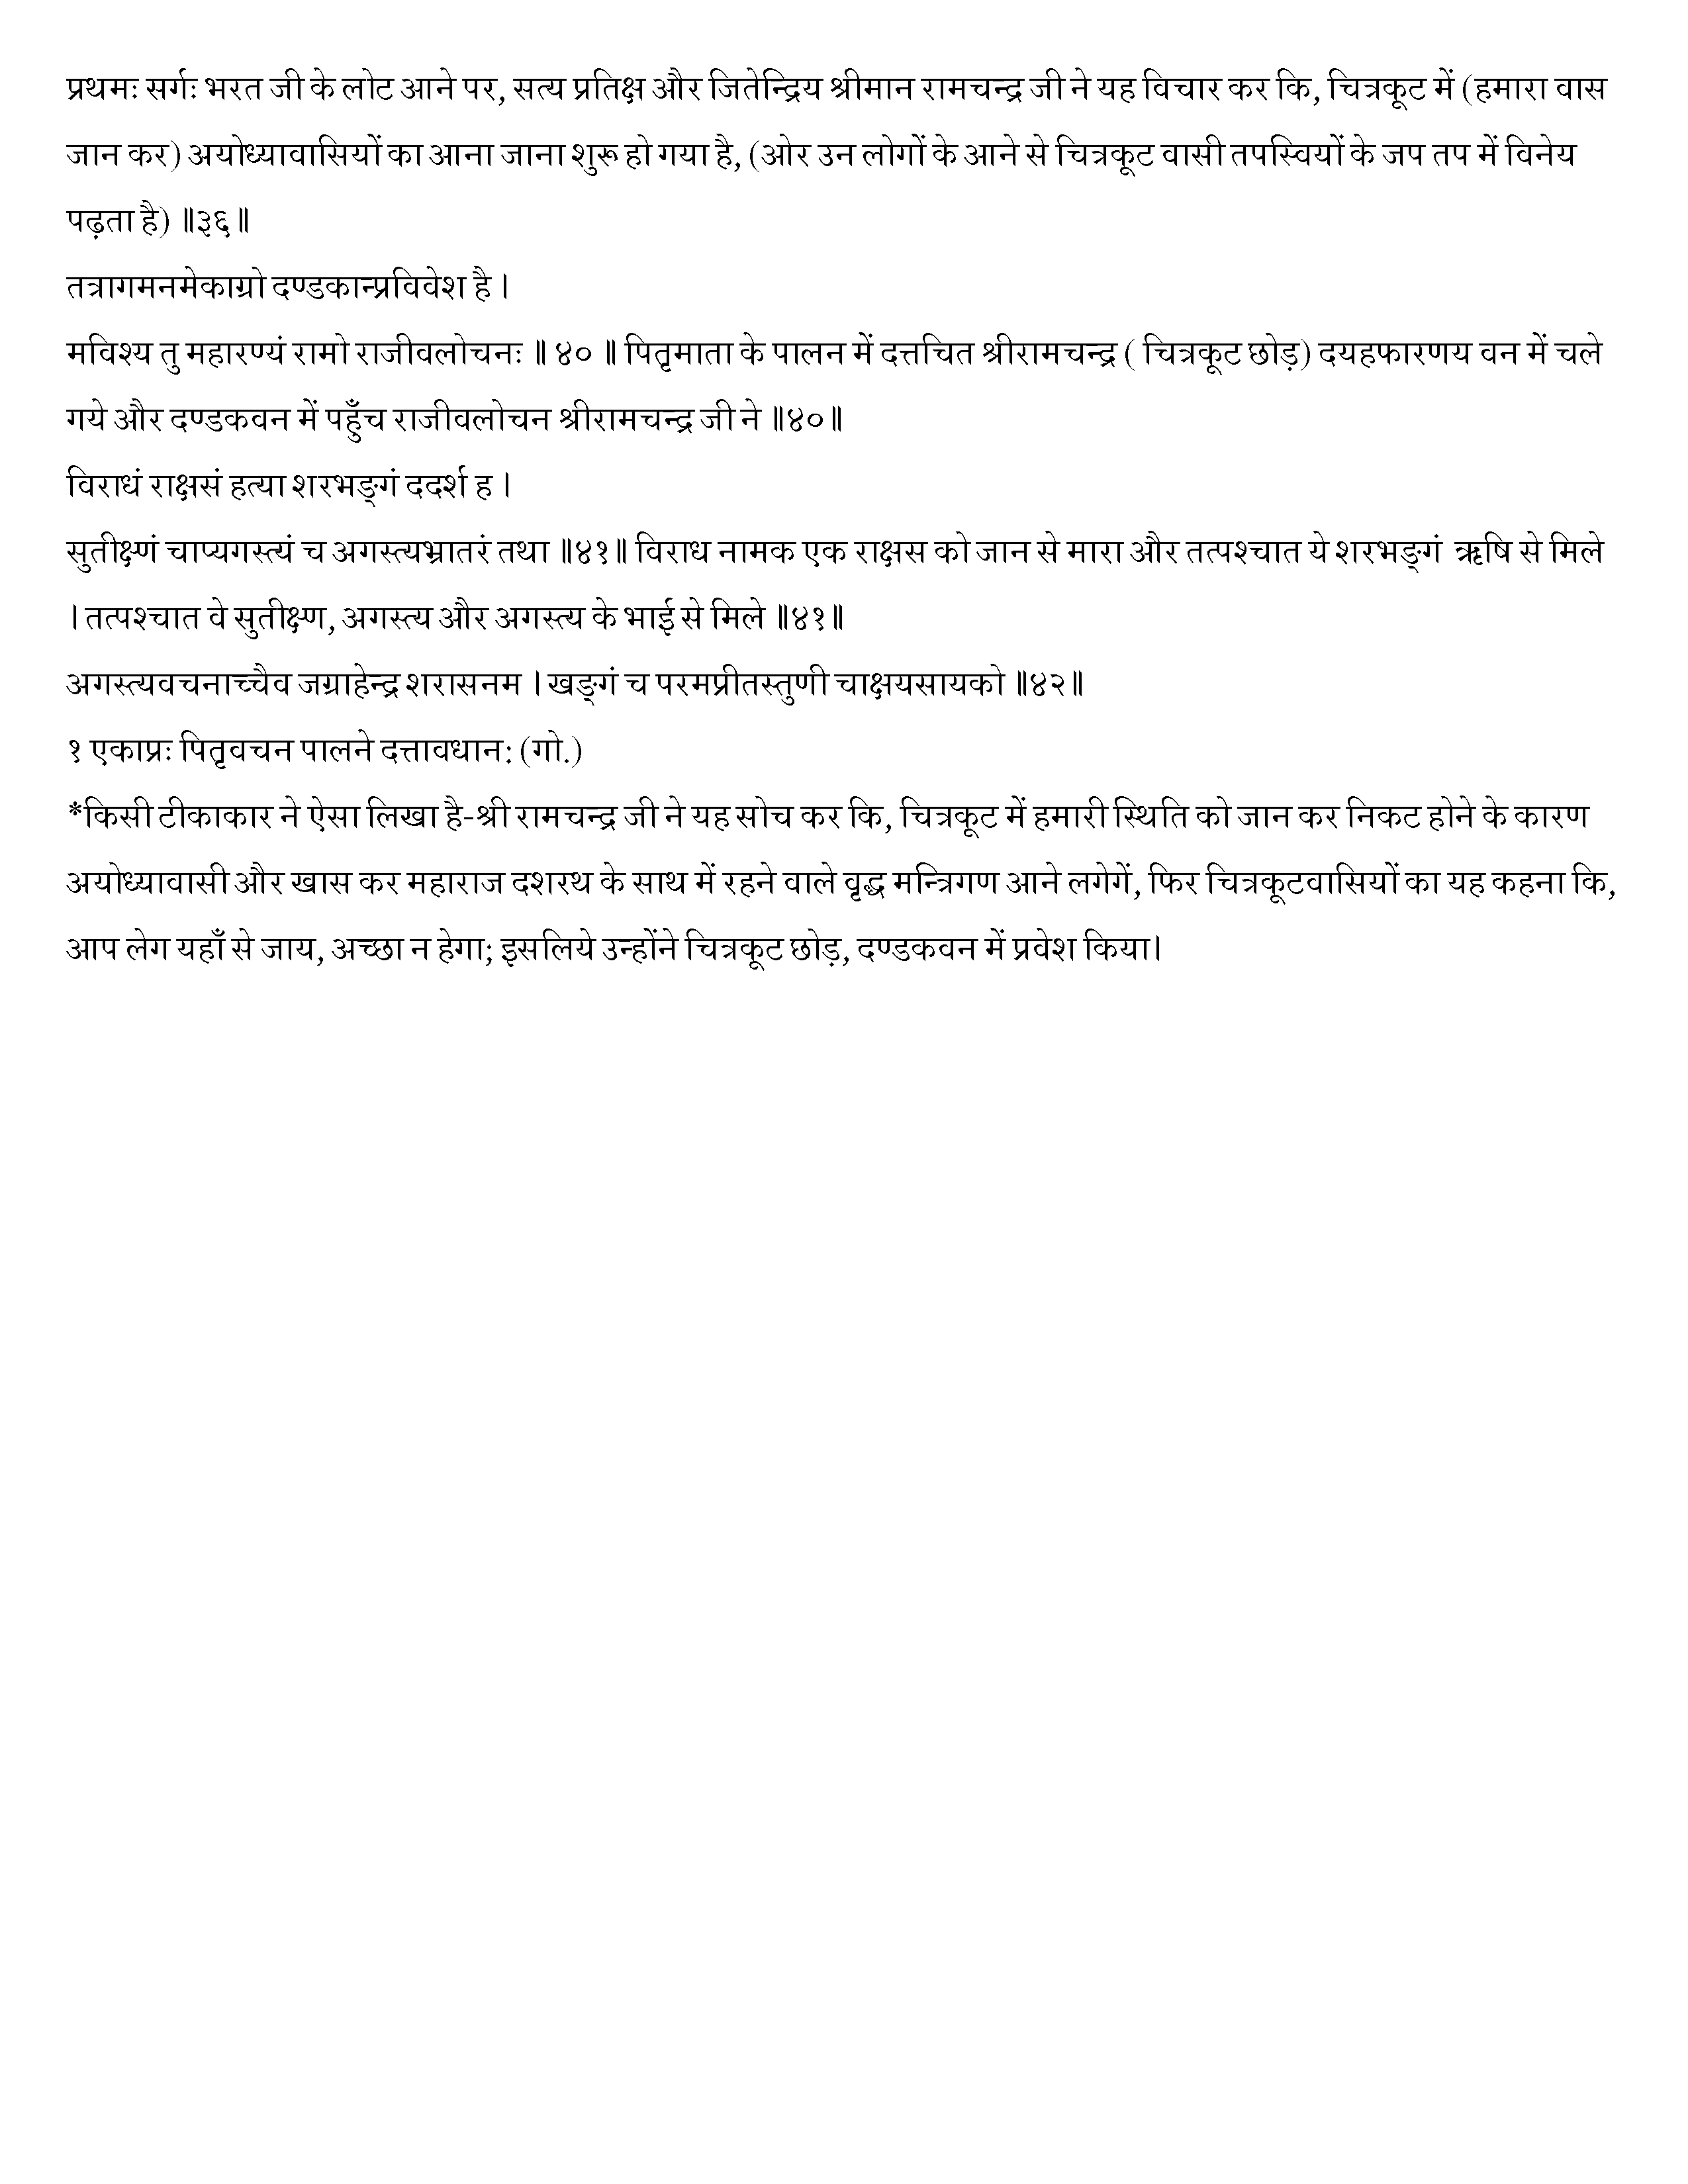 प्रथमः सर्गः भरत जी के लोट आने पर, सत्य प्रतिक्ष और जितेन्द्रिय श्रीमान रामचन्द्र जी ने यह विचार कर कि, चित्रकूट में (हमारा वास
जान कर) अयोध्यावासियों का आना जाना शुरू हो गया है, (ओर उन लोगों के आने से चित्रकूट वासी तपस्वियों के जप तप में विनेय
पढ़ता है) ॥३६॥
तत्रागमनमेकाग्रो दण्डकान्प्रविवेश है ।
मविश्य तु महारण्यं रामो राजीवलोचनः ॥ ४० ॥ पितृमाता के पालन में दत्तचित श्रीरामचन्द्र ( चित्रकूट छोड़) दयहफारणय वन में चले
गये और दण्डकवन में पहुँच राजीवलोचन श्रीरामचन्द्र जी ने ॥४०॥
विराधं राक्षसं हत्या शरभङ्गं ददर्श ह ।
सुतीक्ष्णं चाप्यगस्त्यं च अगस्त्यभ्रातरं तथा ॥४१॥ विराध नामक एक राक्षस को जान से मारा और तत्पश्चात ये शरभङ्गं ऋषि से मिले
। तत्पश्चात वे सुतीक्ष्ण, अगस्त्य और अगस्त्य के भाई से मिले ॥४१॥
अगस्त्यवचनाच्चैव जग्राहेन्द्र शरासनम । खङ्गं च परमप्रीतस्तुणी चाक्षयसायको ॥४२॥
१ एकाप्रः पितृवचन पालने दत्तावधान: (गो.)
*किसी टीकाकार ने ऐसा लिखा है-श्री रामचन्द्र जी ने यह सोच कर कि, चित्रकूट में हमारी स्थिति को जान कर निकट होने के कारण
अयोध्यावासी और खास कर महाराज दशरथ के साथ में रहने वाले वृद्ध मन्त्रिगण आने लगेगें, फिर चित्रकूटवासियों का यह कहना कि,
आप लेग यहाँ से जाय, अच्छा न हेगा; इसलिये उन्होंने चित्रकूट छोड़, दण्डकवन में प्रवेश किया।